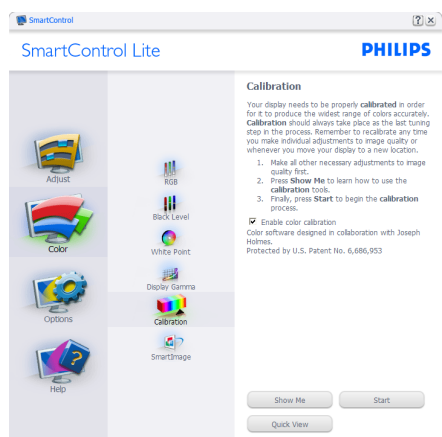 SmartControl
SmartControl Lite
PHILIPS
Adjust
Color
Options
Help
RGB
Black Level
White Point
Display Gamma
Calibration
SmartImage
Calibration
Your display needs to be properly calibrated in order
for it to produce the widest range of colors accurately.
Calibration should always take place as the last tuning
step in the process. Remember to recalibrate any time
you make individual adjustments to image quality or
whenever you move your display to a new location.
1. Make all other necessary adjustments to image
quality first.
2. Press Show Me to learn how to use the
calibration tools.
3. Finally, press Start to begin the calibration
process.
Enable color calibration
Color software designed in collaboration with Joseph
Holmes.
Protected by U.S. Patent No. 6,686,953
Show Me
Start
Quick View